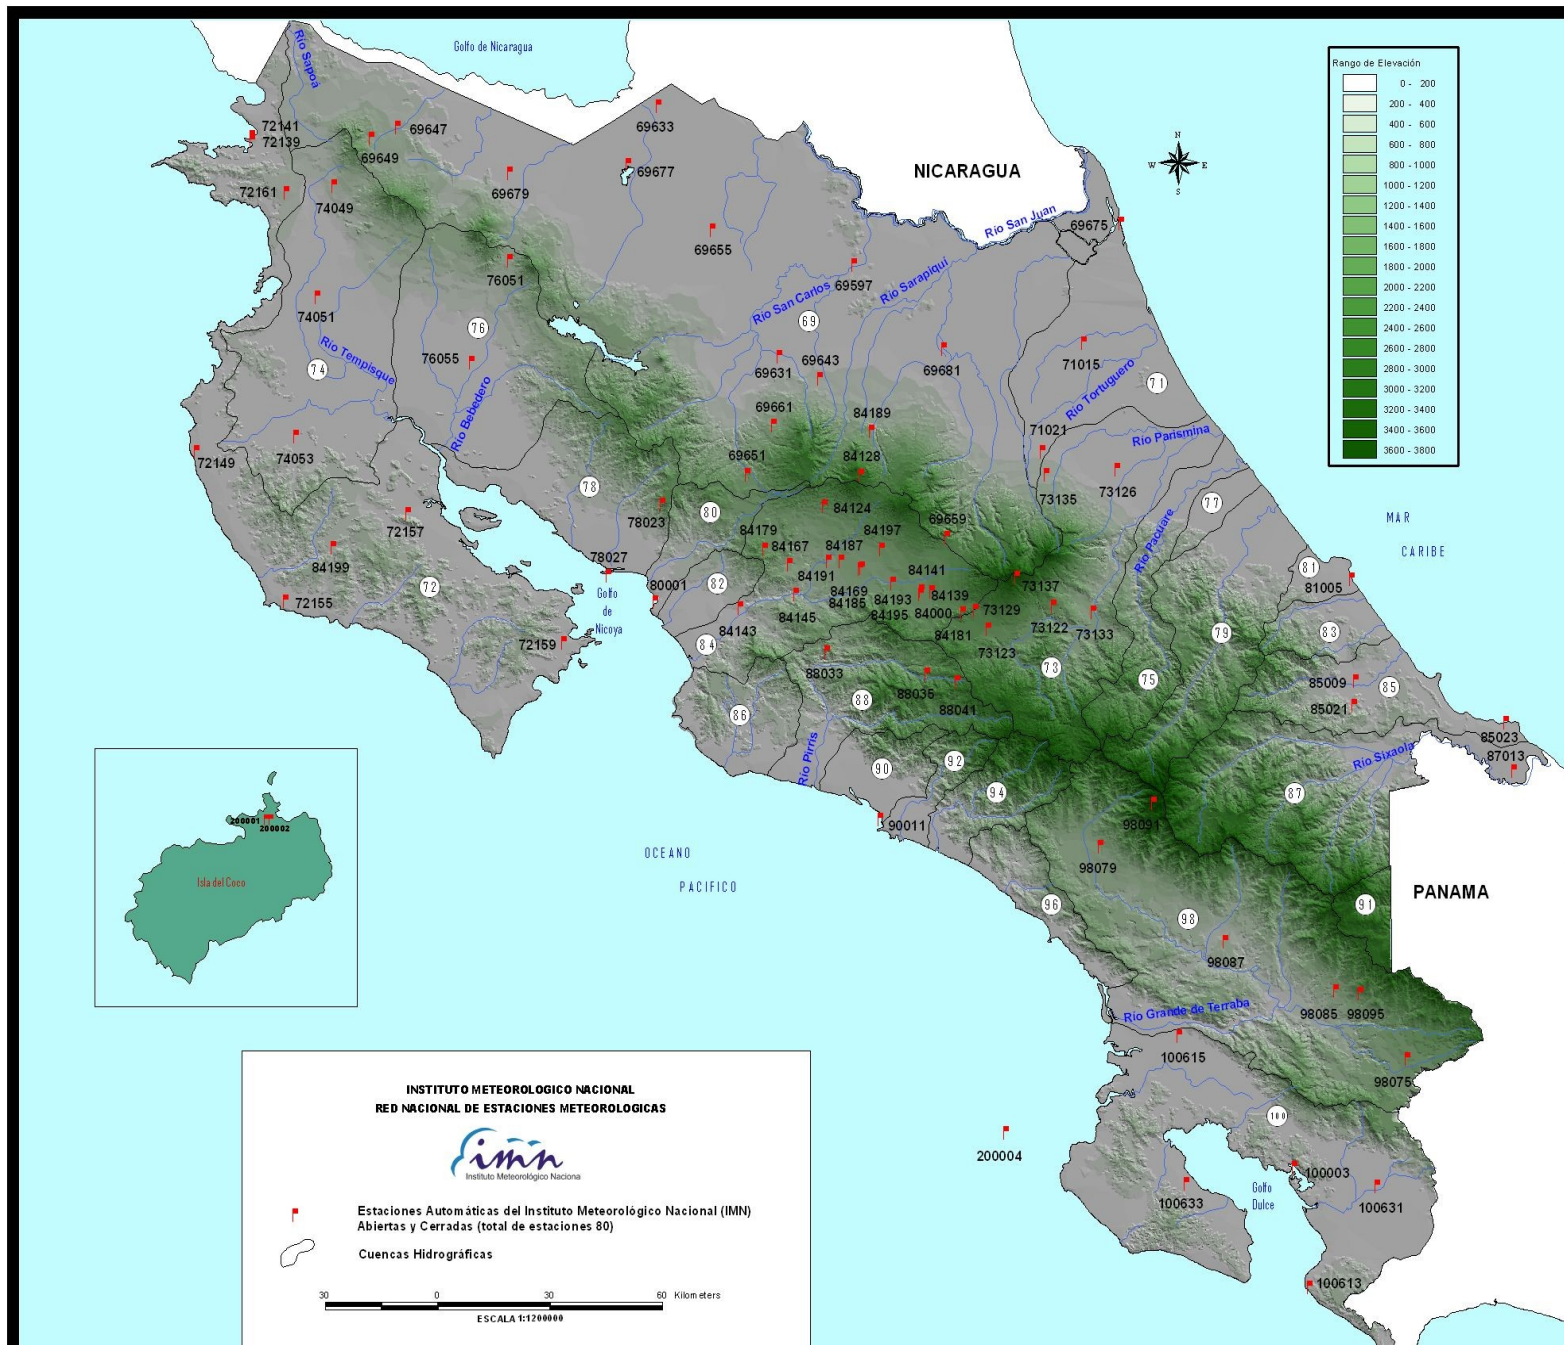 Golfo de Nicaragua
Río Sapoa
NICARAGUA
N
W E
S
Rango de Elevación
0 - 200
200 - 400
400 - 600
600 - 800
800 - 1000
1000 - 1200
1200 - 1400
1400 - 1600
1600 - 1800
1800 - 2000
2000 - 2200
2200 - 2400
2400 - 2600
2600 - 2800
2800 - 3000
3000 - 3200
3200 - 3400
3400 - 3600
3600 - 3800
72141
72139
69649
69647
69633
69677
69679
72161
74049
69655
69675
Río San Juan
76051
69597
Río Sarapiquí
Río San Carlos
74051
76
69
Río Tempisque
74
76055
Río Bebedero
69631
69643
69681
71015
71
Río Tortuguero
69661
84189
71021
Río Parismina
72149
74053
69651
84128
73135
73126
78
78023
80
84124
77
72157
84179
84197
69659
Río Pacuare
MAR
CARIBE
84199
84167
84187
78027
82
84191
84141
73137
81
81005
72
72155
80001
84169
84185
84193
84139
84195
84000
73129
84145
84143
84181
73122
73133
79
83
Golfo
de
Nicoya
72159
84
73123
88033
73
75
85009
85
88035
88041
88
85021
86
85023
Río Pirris
90
92
94
Río Sixaola
87013
87
90011
98091
200001
200002
Isla del Coco
OCEANO
PACIFICO
98079
96
98
91
PANAMA
98087
98085
98095
Río Grande de Terraba
100615
98075
100
200004
100003
100633
Golfo
Dulce
100631
100613
INSTITUTO METEOROLOGICO NACIONAL
RED NACIONAL DE ESTACIONES METEOROLOGICAS
imn
Instituto Meteorológico Naciona
Estaciones Automáticas del Instituto Meteorológico Nacional (IMN)
Abiertas y Cerradas (total de estaciones 80)
Cuencas Hidrográficas
30 0 30 60 Kilometers
ESCALA 1:1200000